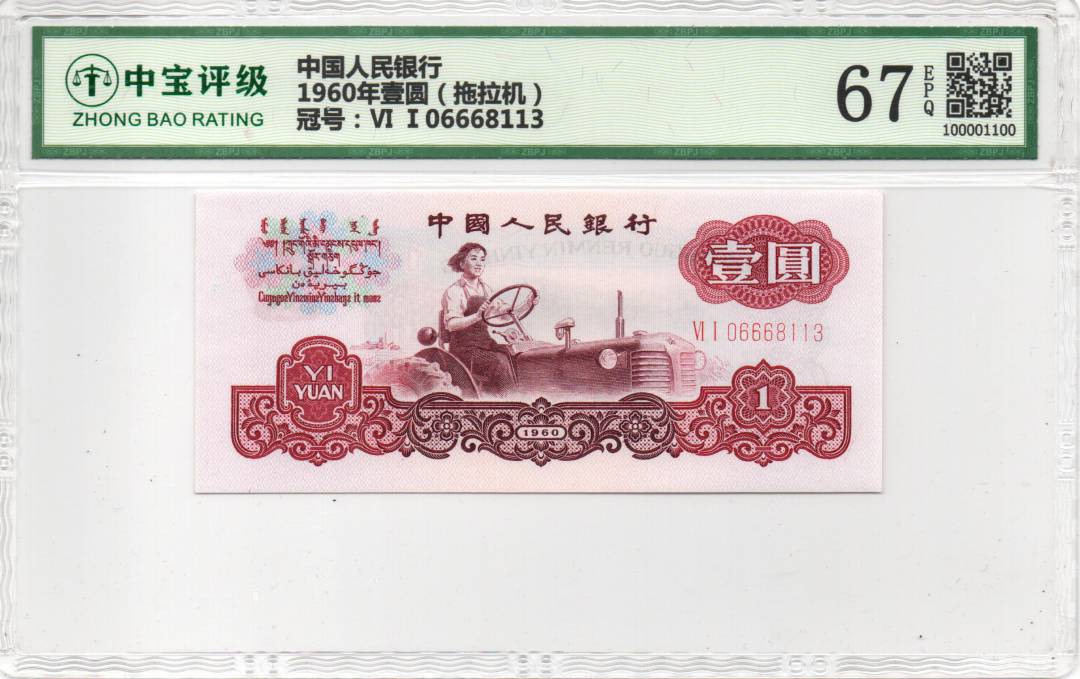 中宝评级
ZHONG BAO RATING
中国人民银行
1960年壹圆（拖拉机）
冠号：Ⅵ Ⅰ 06668113
67
EPQ
100001100
中國人民銀行
壹圓
Ⅵ Ⅰ 06668113
YI
YUAN
1960
1